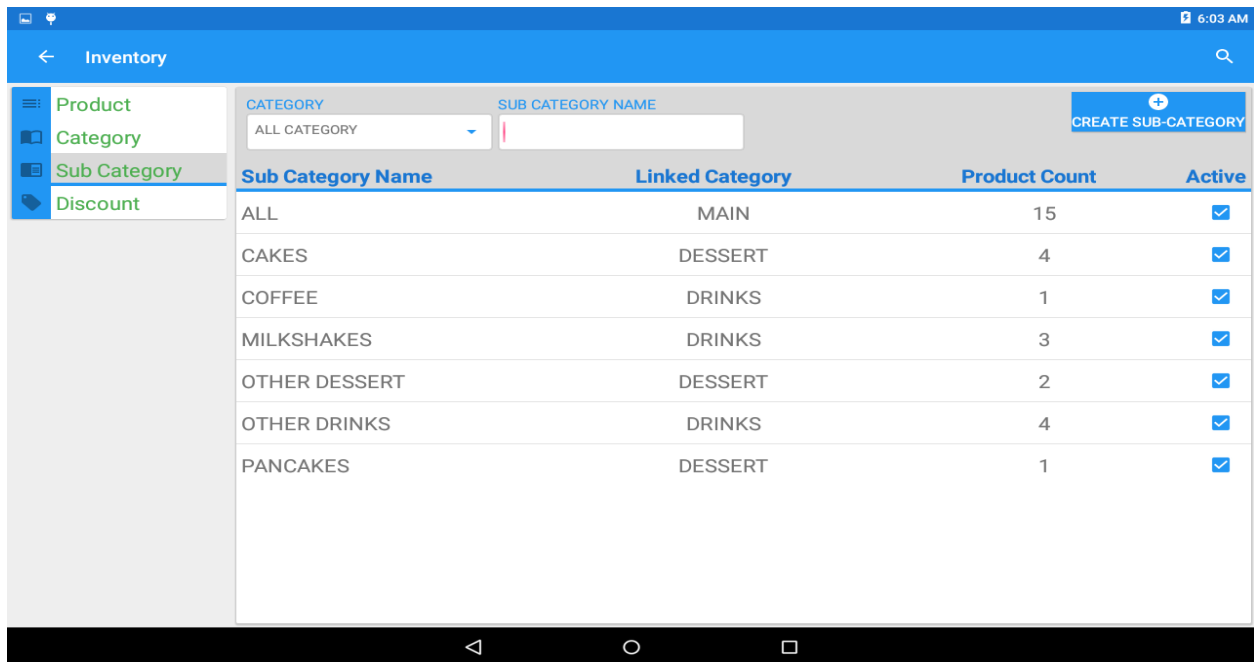 6:03 AM
Inventory
Product
Category
Sub Category
Discount
CATEGORY SUB CATEGORY NAME
ALL CATEGORY
CREATE SUB-CATEGORY
Sub Category Name Linked Category Product Count Active
ALL MAIN 15
CAKES DESSERT 4
COFFEE DRINKS 1
MILKSHAKES DRINKS 3
OTHER DESSERT DESSERT 2
OTHER DRINKS DRINKS 4
PANCAKES DESSERT 1